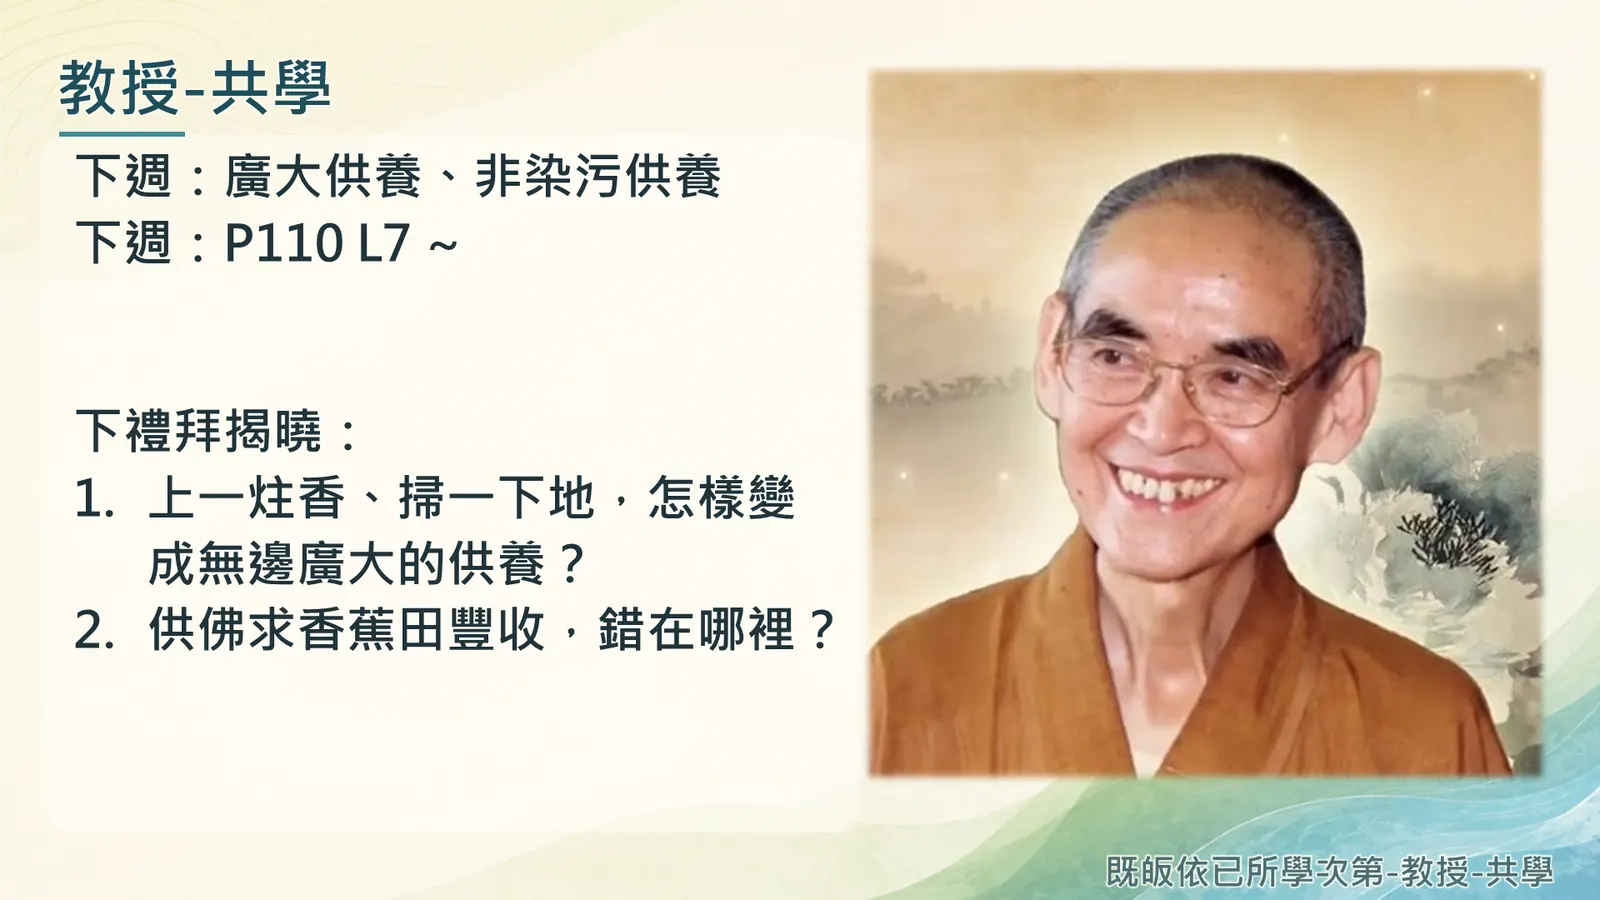 教授-共學
下週：廣大供養、非染污供養
下週：P110 L7 ~
下禮拜揭曉：
1. 上一炷香、掃一下地，怎樣變
成無邊廣大的供養？
2. 供佛求香蕉田豐收，錯在哪裡？
既皈依已所學次第-教授-共學